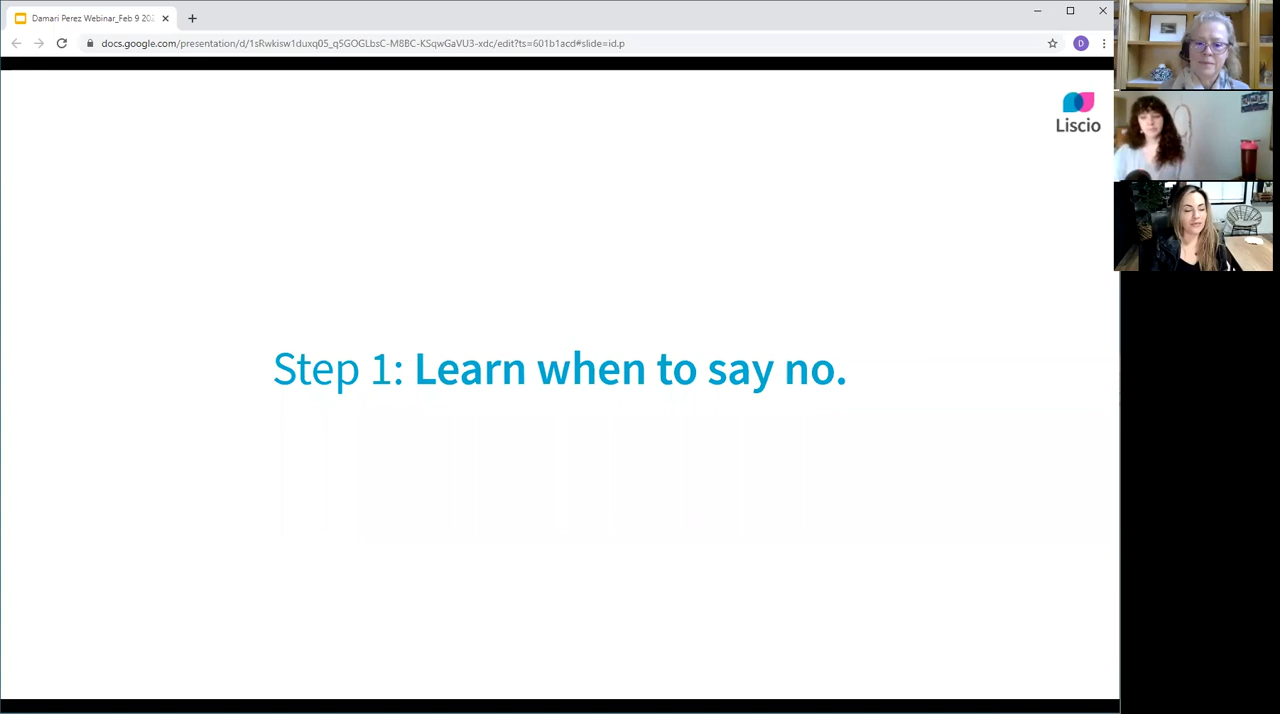 Damari Perez Webinar_Feb 9 202
docs.google.com/presentation/d/1sRwkisw1duxq05_q5GOGLbsC-M8BC-KSqwGaVU3-xdc/edit?ts=601b1acd#slide=id.p
D
Liscio
Step 1: Learn when to say no.